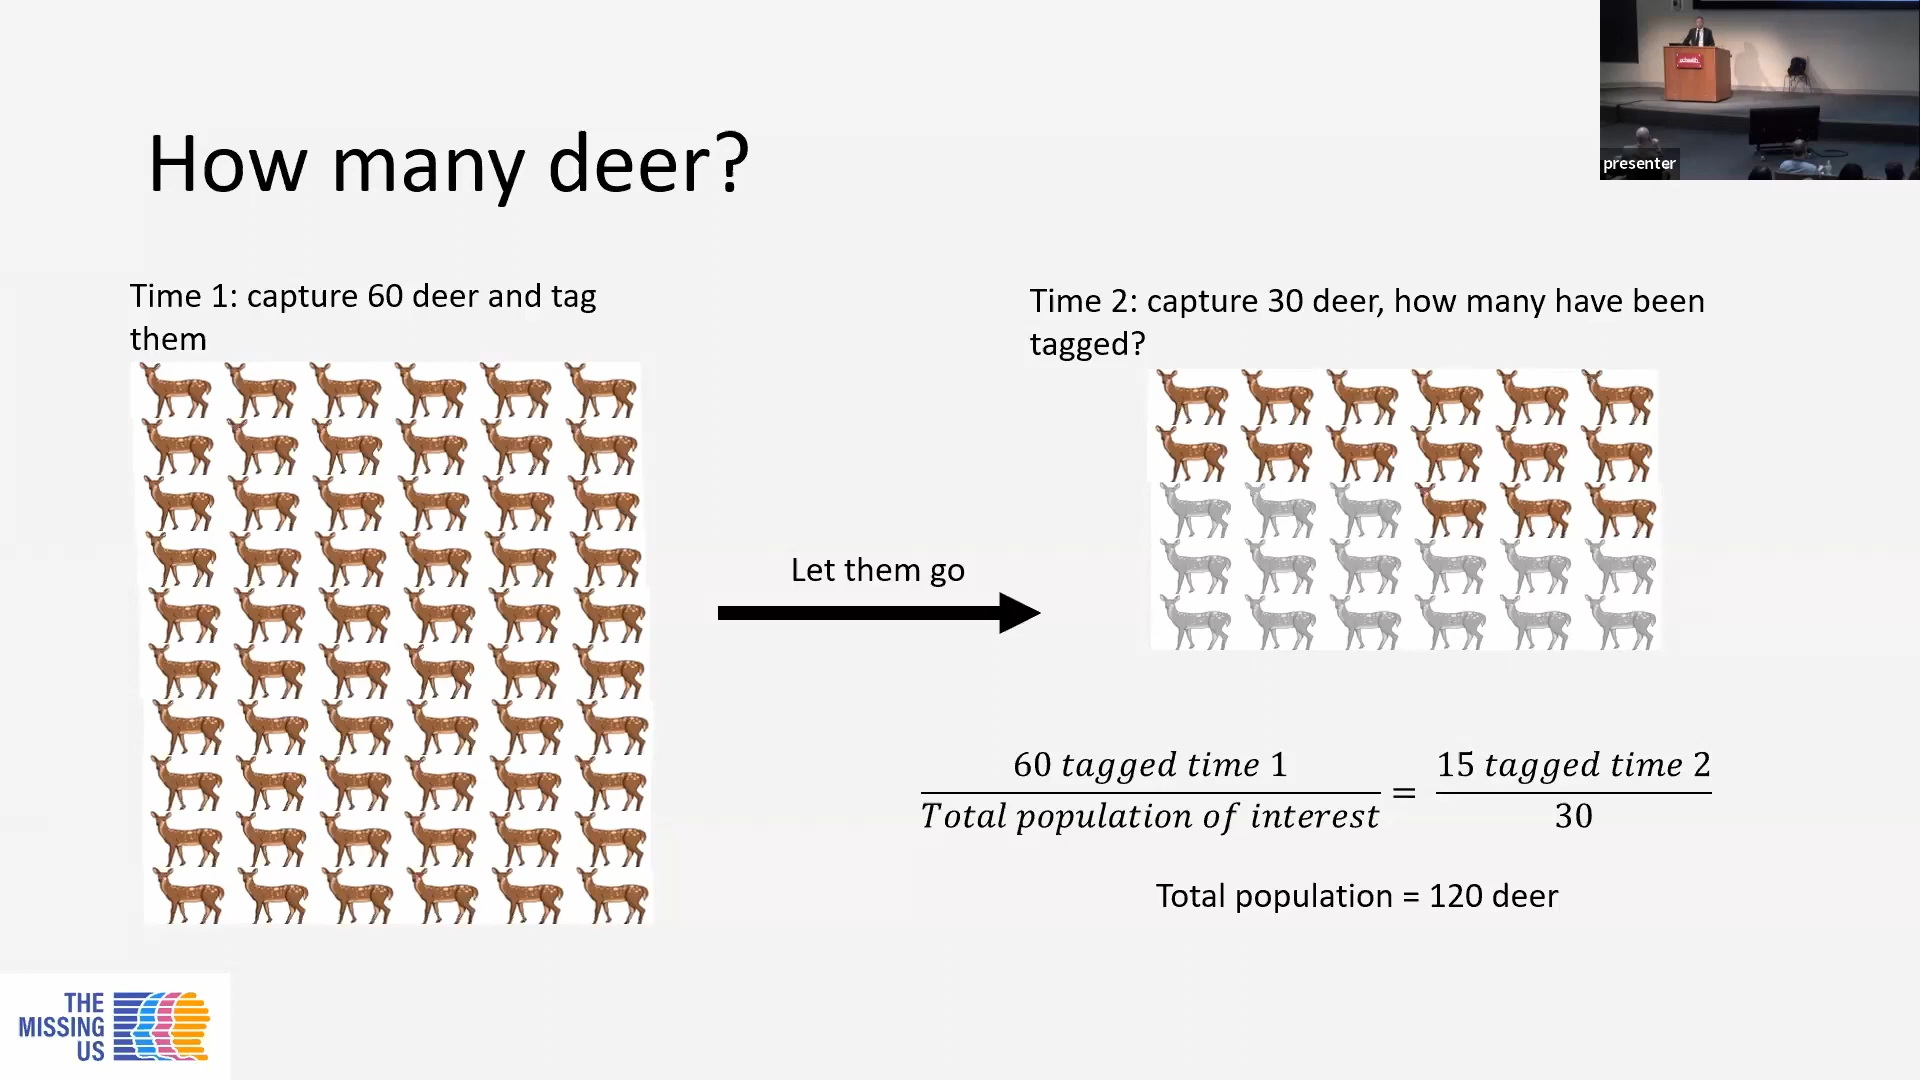 How many deer?
presenter
Time 1: capture 60 deer and tag
them
Time 2: capture 30 deer, how many have been
tagged?
Let them go
60 tagged time 1
Total population of interest
=
15 tagged time 2
30
Total population = 120 deer
THE
MISSING
US